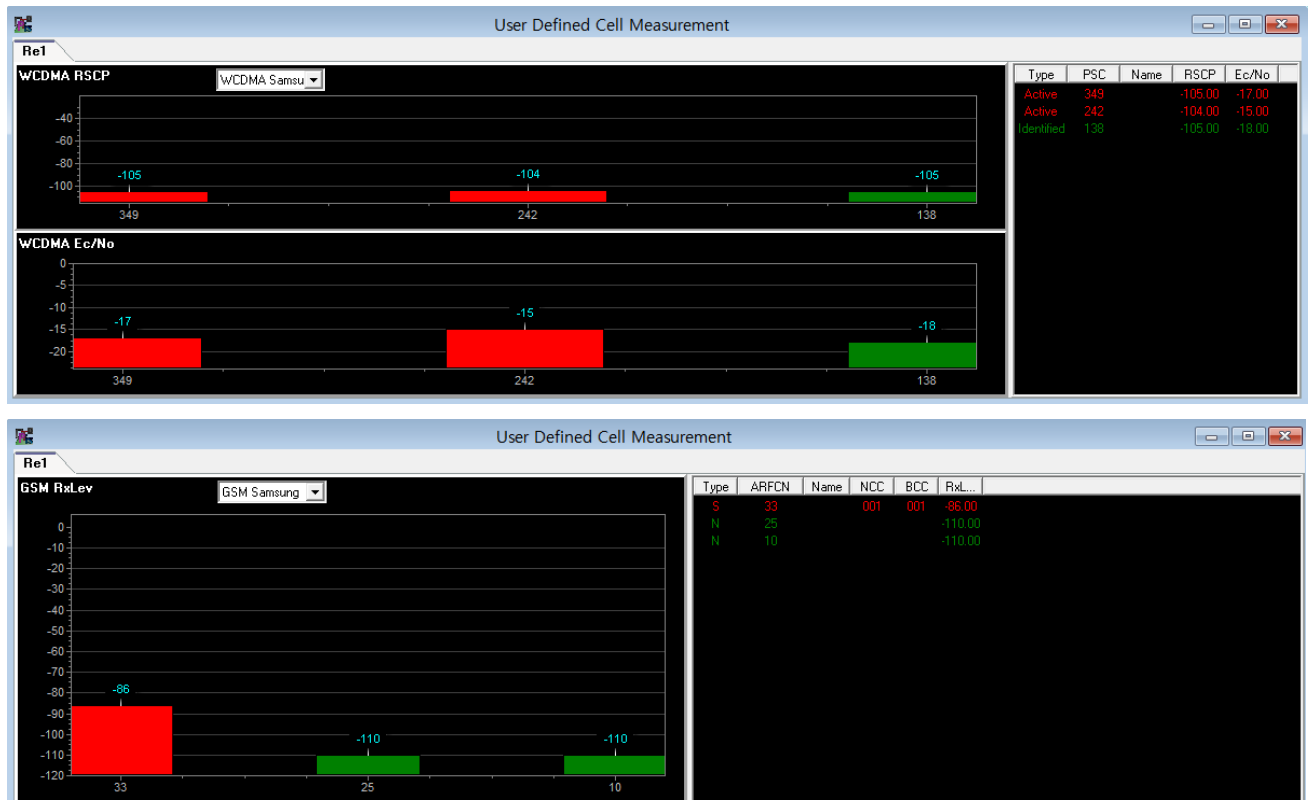 User Defined Cell Measurement
Re1
WCDMA RSCP
WCDMA Samsu
-40
-60
-80
-100
-105
-104
-105
349
242
138
WCDMA Ec/No
0
-5
-10
-15
-20
-17
-15
-18
349
242
138
Type PSC Name RSCP Ec/No
Active 349 -105.00 -17.00
Active 242 -104.00 -15.00
Identified 138 -105.00 -18.00
User Defined Cell Measurement
Re1
GSM RxLev
GSM Samsung
0
-10
-20
-30
-40
-50
-60
-70
-80
-90
-100
-110
-120
-86
-110
-110
33
25
10
Type ARFCN Name NCC BCC RxL...
S 33 001 001 -86.00
N 25 -110.00
N 10 -110.00